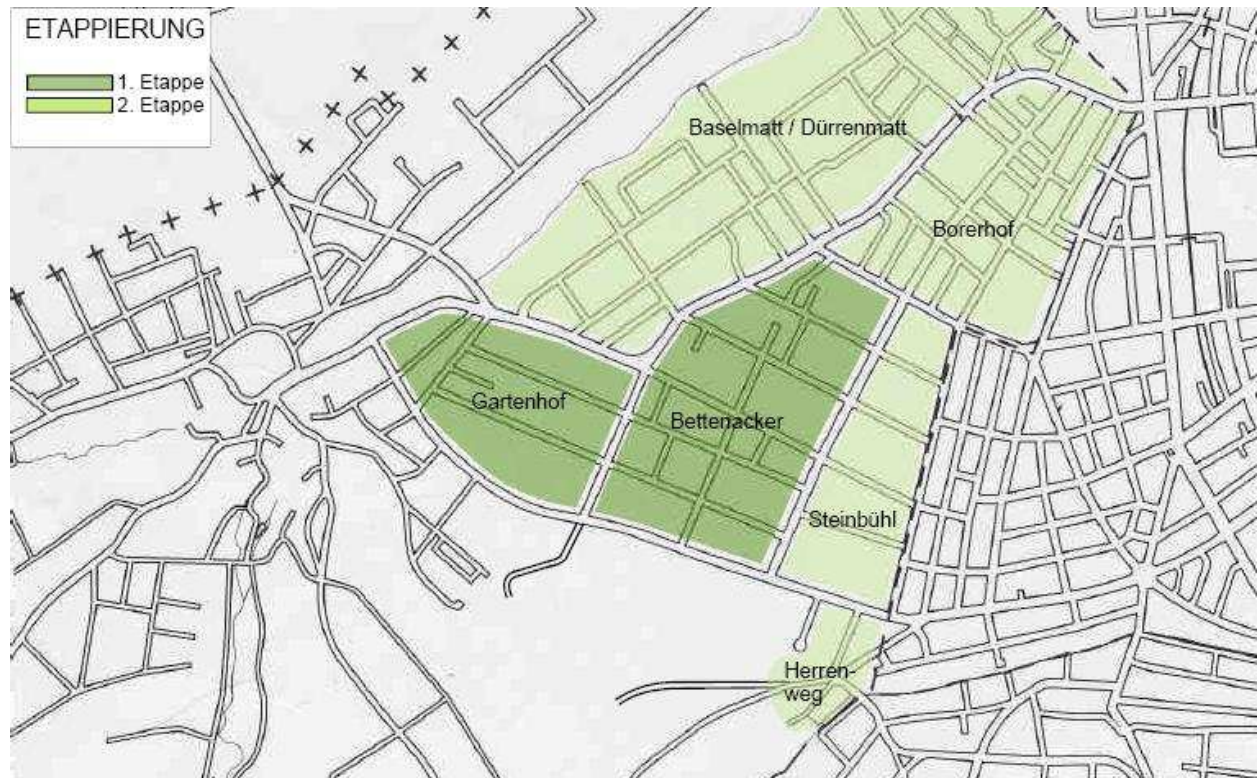 ETAPPIERUNG
1. Etappe
2. Etappe
Baselmatt / Dürrenmatt
Borerhof
Gartenhof
Bettenacker
Steinbühl
Herren-
weg